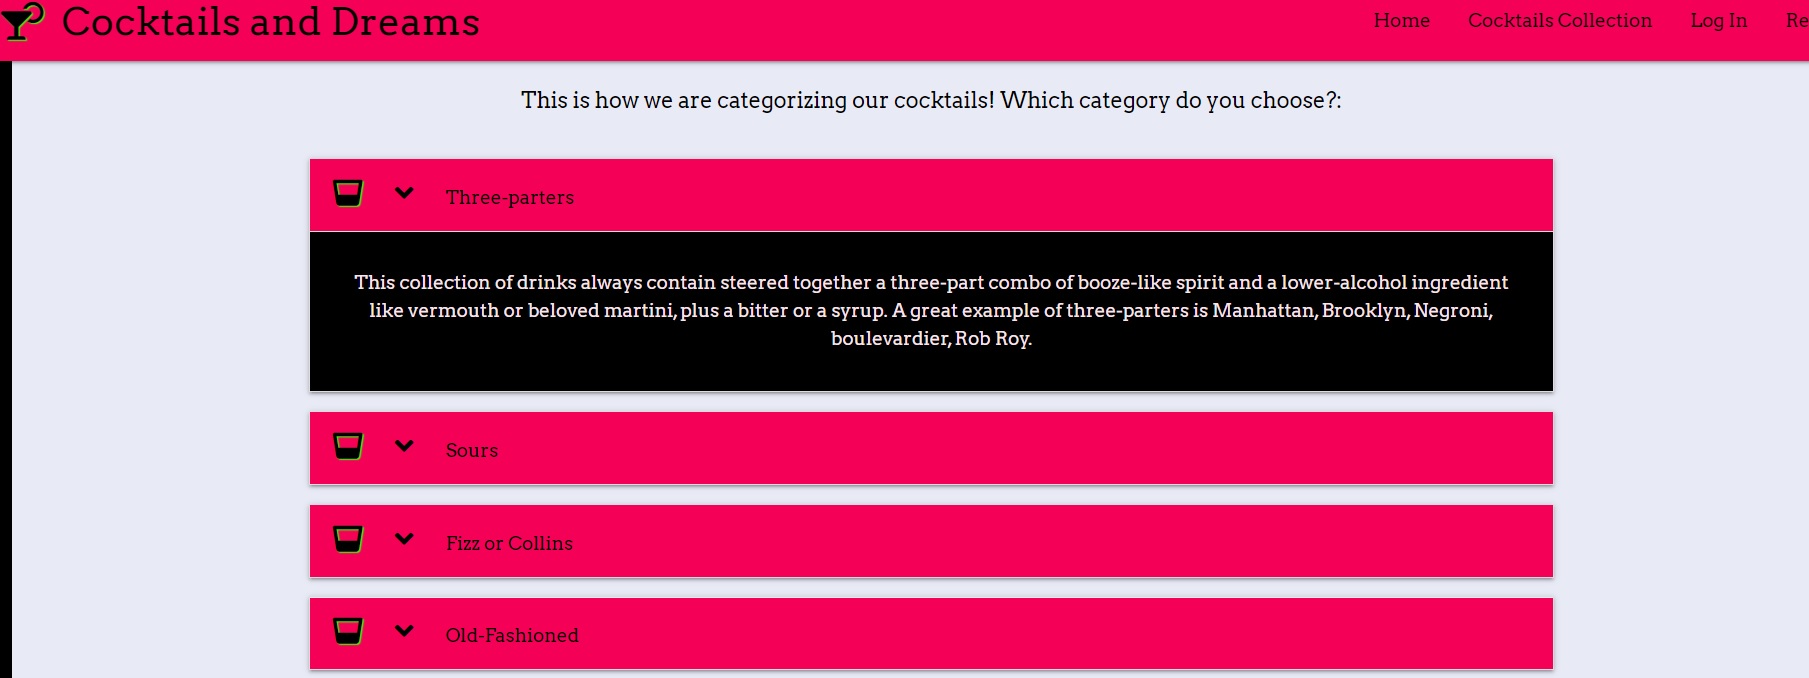 Cocktails and Dreams
Home Cocktails Collection Log In
This is how we are categorizing our cocktails! Which category do you choose?:
Three-parters
This collection of drinks always contain steered together a three-part combo of booze-like spirit and a lower-alcohol ingredient
like vermouth or beloved martini, plus a bitter or a syrup. A great example of three-parters is Manhattan, Brooklyn, Negroni,
boulevardier, Rob Roy.
Sours
Fizz or Collins
Old-Fashioned